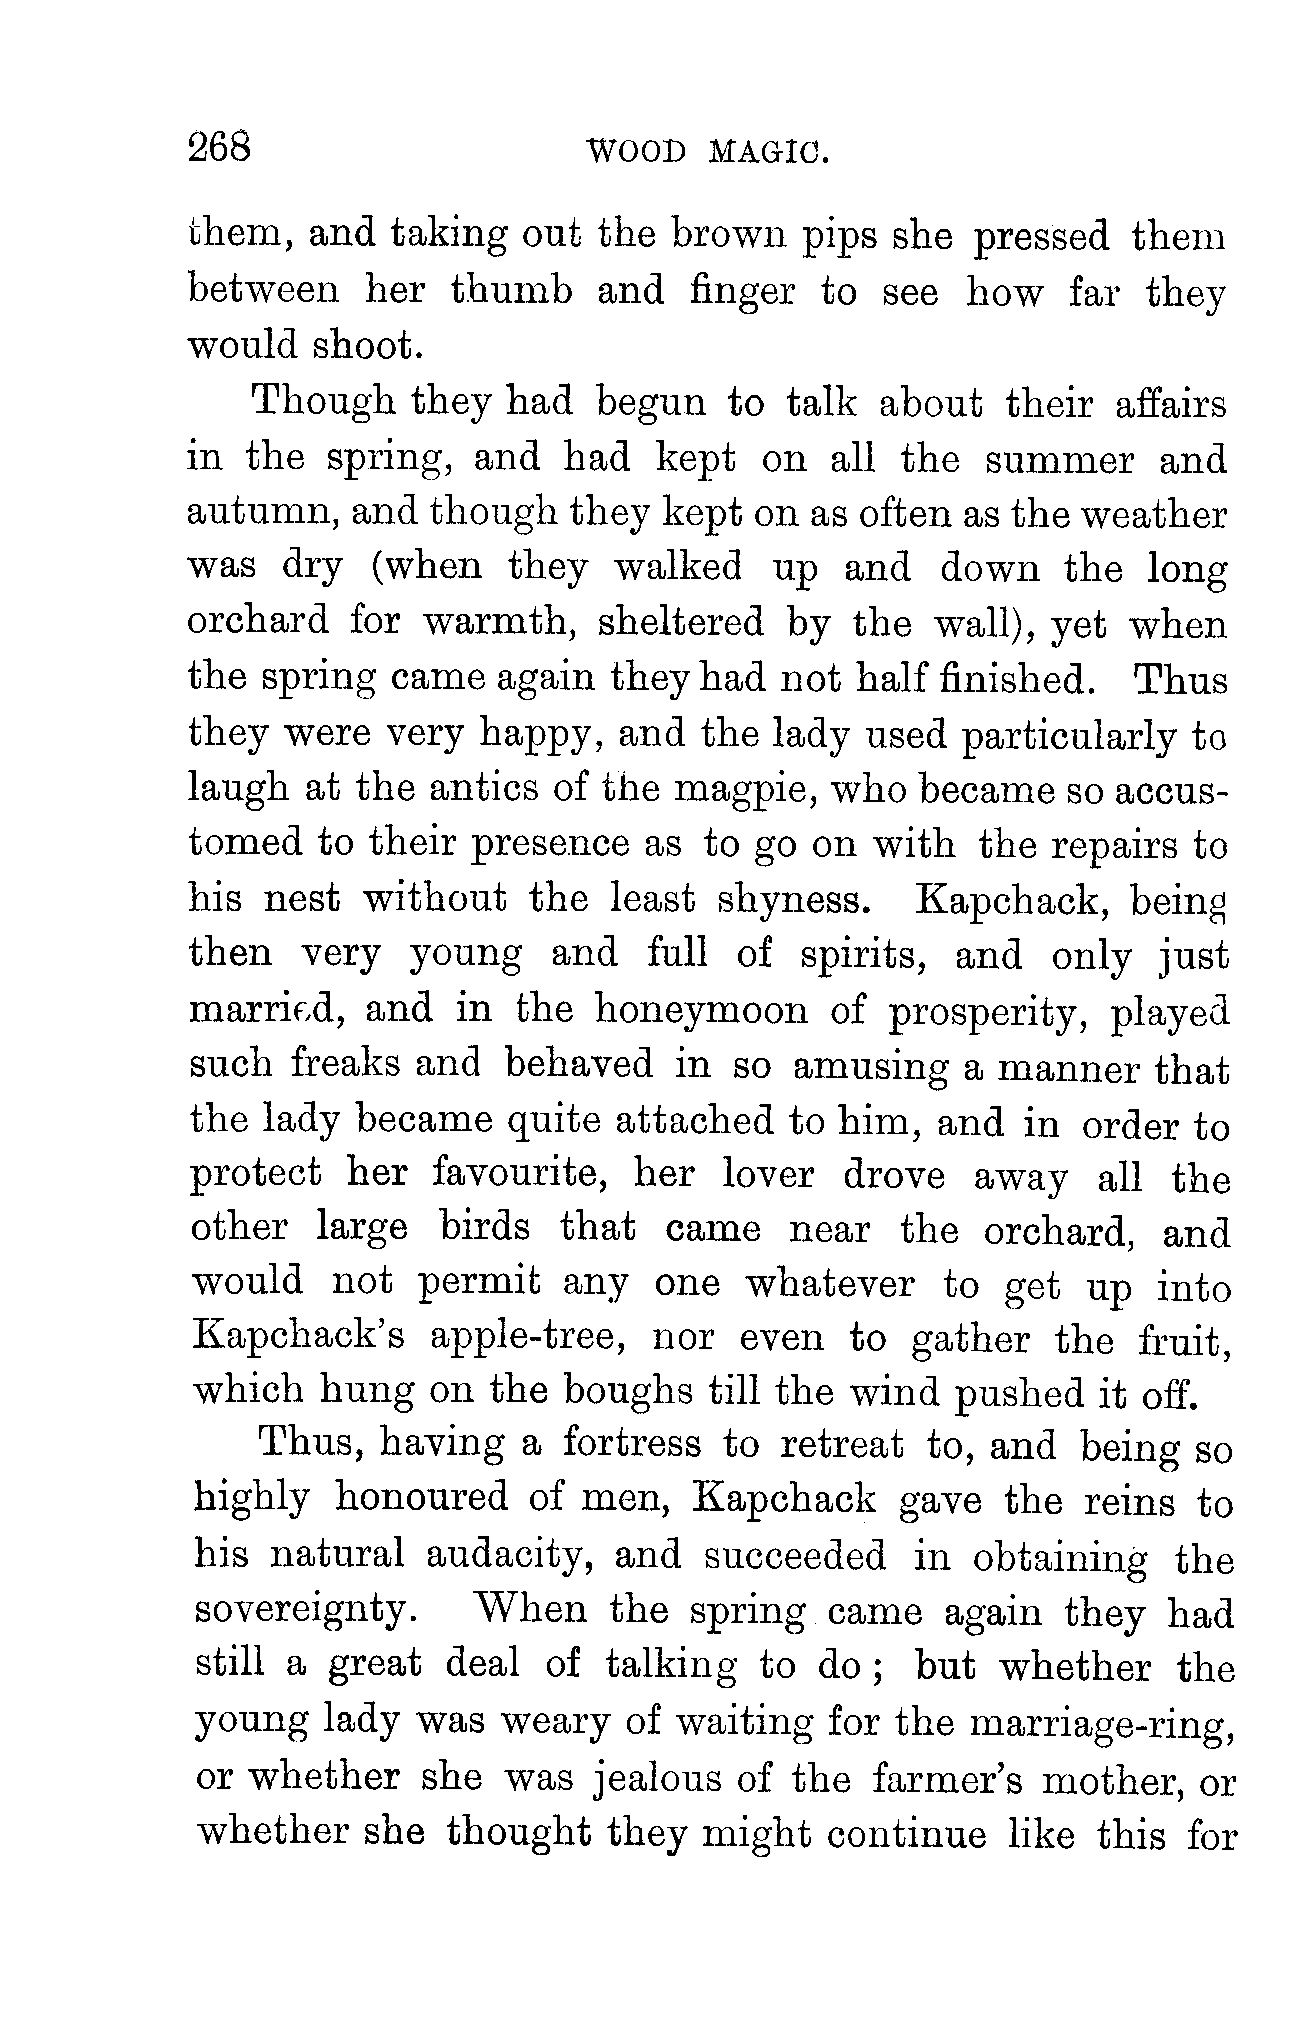 268 WOOD MAGIC.
them, and taking out the brown pips she pressed them
between her thumb and finger to see how far they
would shoot.
Though they had begun to talk about their affairs
in the spring, and had kept on all the summer and
autumn, and though they kept on as often as the weather
was dry (when they walked up and down the long
orchard for warmth, sheltered by the wall), yet when
the spring came again they had not half finished. Thus
they were very happy, and the lady used particularly to
laugh at the antics of the magpie, who became so accus-
tomed to their presence as to go on with the repairs to
his nest without the least shyness. Kapchack, being
then very young and full of spirits, and only just
married, and in the honeymoon of prosperity, played
such freaks and behaved in so amusing a manner that
the lady became quite attached to him, and in order to
protect her favourite, her lover drove away all the
other large birds that came near the orchard, and
would not permit any one whatever to get up into
Kapchack's apple-tree, nor even to gather the fruit,
which hung on the boughs till the wind pushed it off.
Thus, having a fortress to retreat to, and being so
highly honoured of men, Kapchack gave the reins to
his natural audacity, and succeeded in obtaining the
sovereignty. When the spring came again they had
still a great deal of talking to do; but whether the
young lady was weary of waiting for the marriage-ring,
or whether she was jealous of the farmer's mother, or
whether she thought they might continue like this for